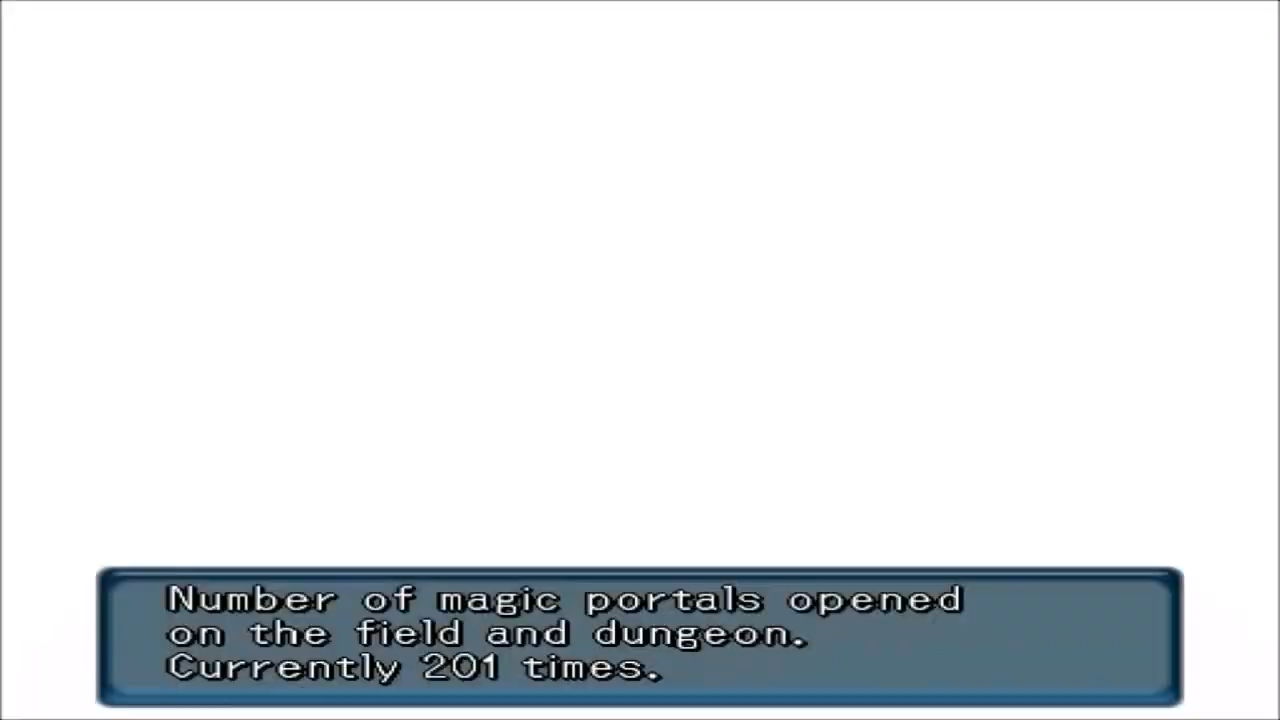 Number of magic portals opened
on the field and dungeon.
Currently 201 times.